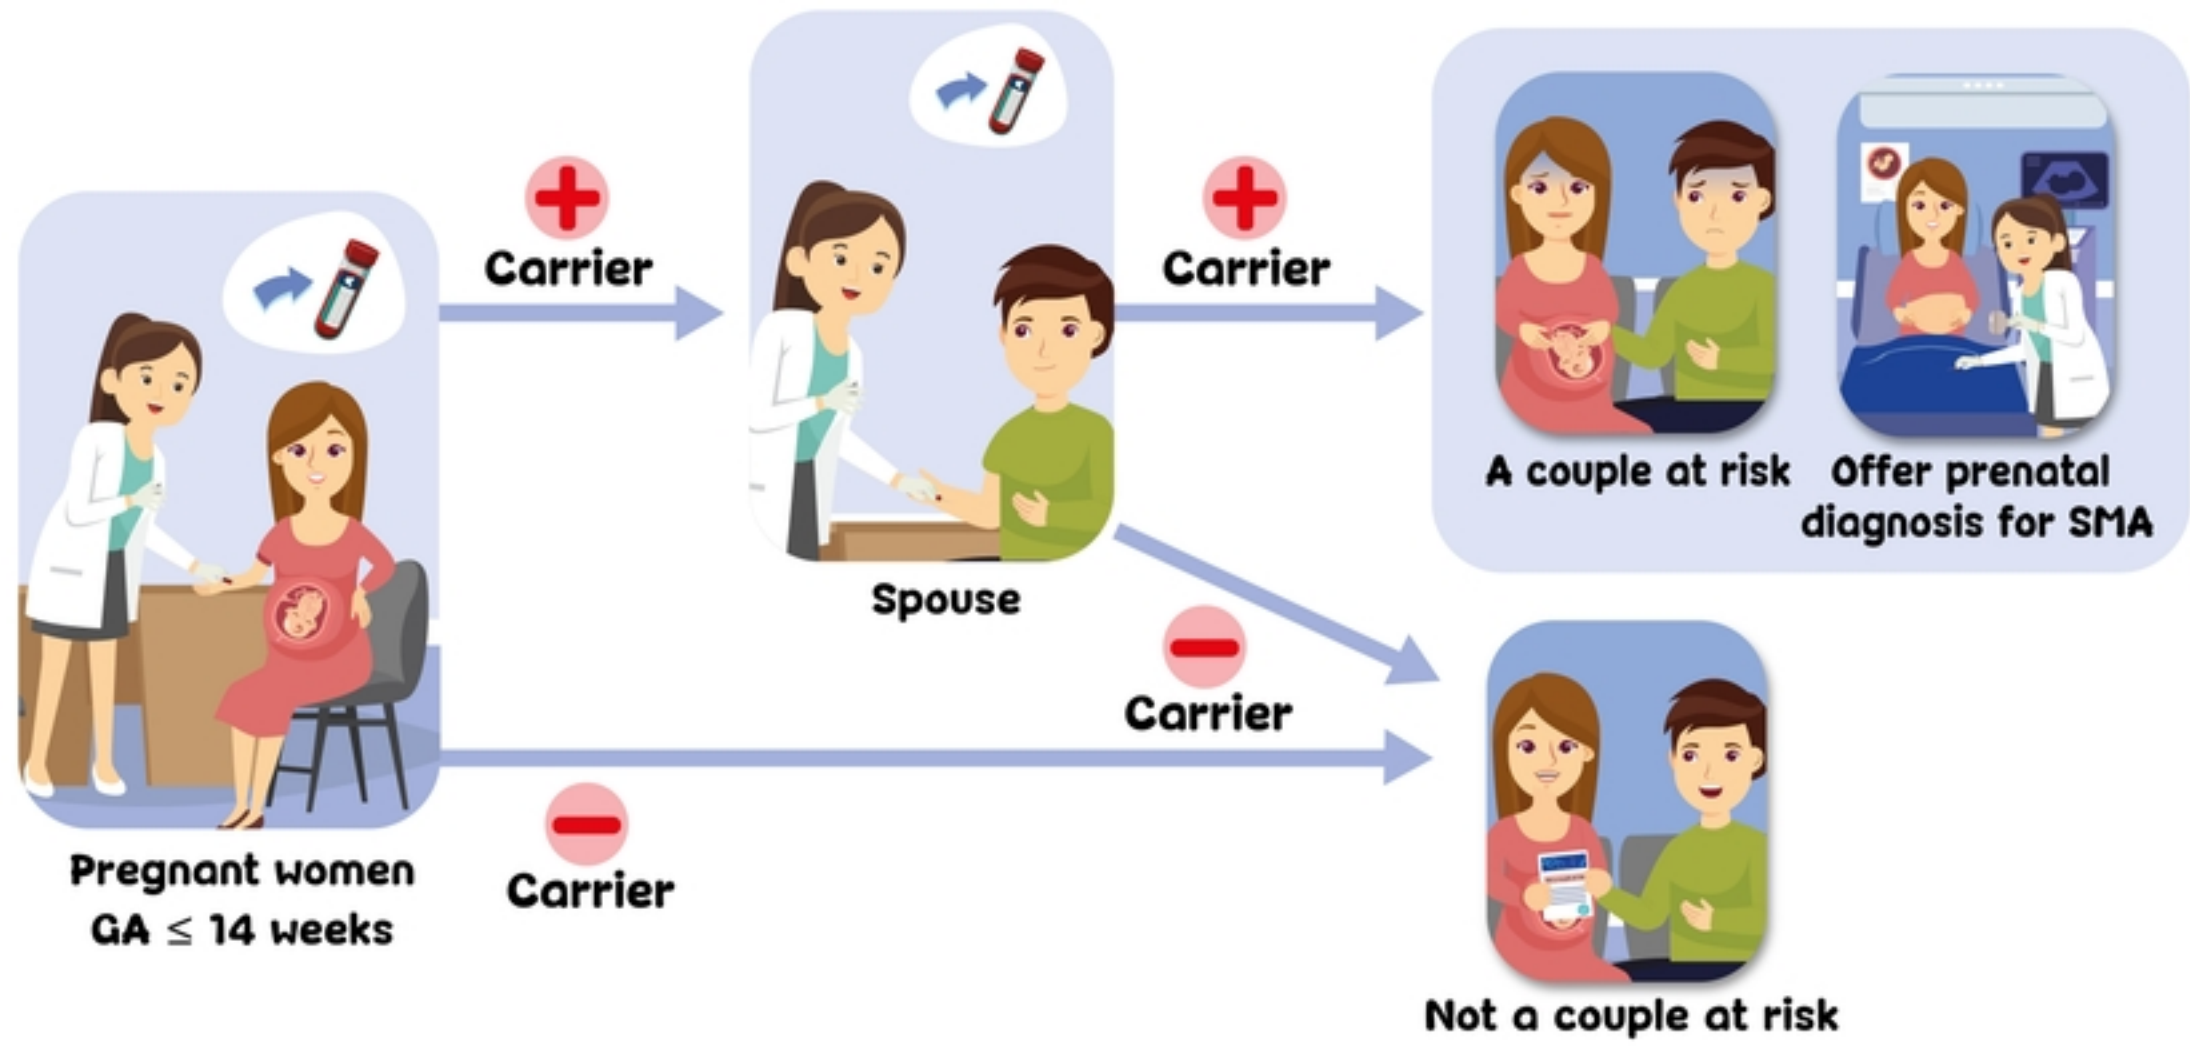 Carrier
Carrier
A couple at risk
Offer prenatal
diagnosis for SMA
Spouse
Carrier
Pregnant women
GA ≤ 14 weeks
Carrier
Not a couple at risk